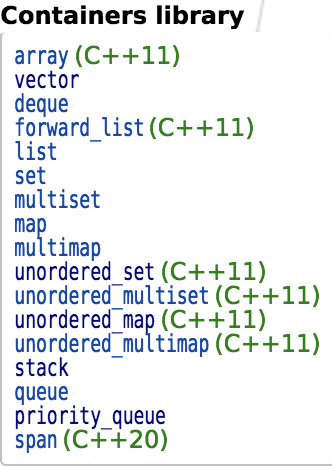 Containers library
array (C++11)
vector
deque
forward_list (C++11)
list
set
multiset
map
multimap
unordered_set (C++11)
unordered_multiset (C++11)
unordered_map (C++11)
unordered_multimap (C++11)
stack
queue
priority_queue
span (C++20)